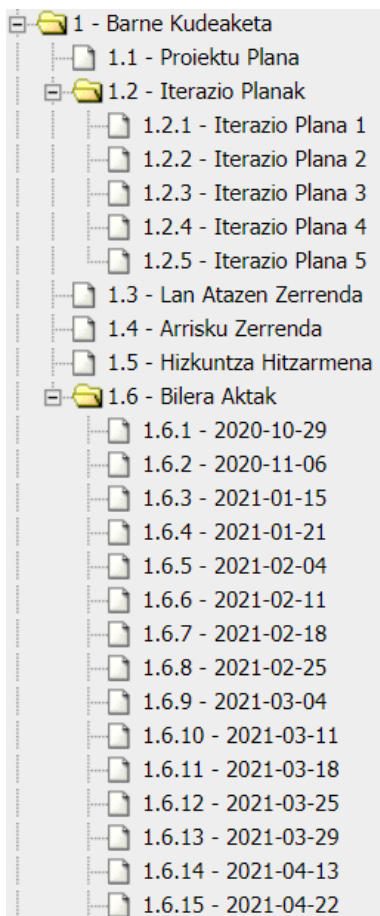 1 - Barne Kudeaketa
1.1 - Proiektu Plana
1.2 - Iterazio Planak
1.2.1 - Iterazio Plana 1
1.2.2 - Iterazio Plana 2
1.2.3 - Iterazio Plana 3
1.2.4 - Iterazio Plana 4
1.2.5 - Iterazio Plana 5
1.3 - Lan Atazen Zerrenda
1.4 - Arrisku Zerrenda
1.5 - Hizkuntza Hitzarmena
1.6 - Bilera Aktak
1.6.1 - 2020-10-29
1.6.2 - 2020-11-06
1.6.3 - 2021-01-15
1.6.4 - 2021-01-21
1.6.5 - 2021-02-04
1.6.6 - 2021-02-11
1.6.7 - 2021-02-18
1.6.8 - 2021-02-25
1.6.9 - 2021-03-04
1.6.10 - 2021-03-11
1.6.11 - 2021-03-18
1.6.12 - 2021-03-25
1.6.13 - 2021-03-29
1.6.14 - 2021-04-13
1.6.15 - 2021-04-22